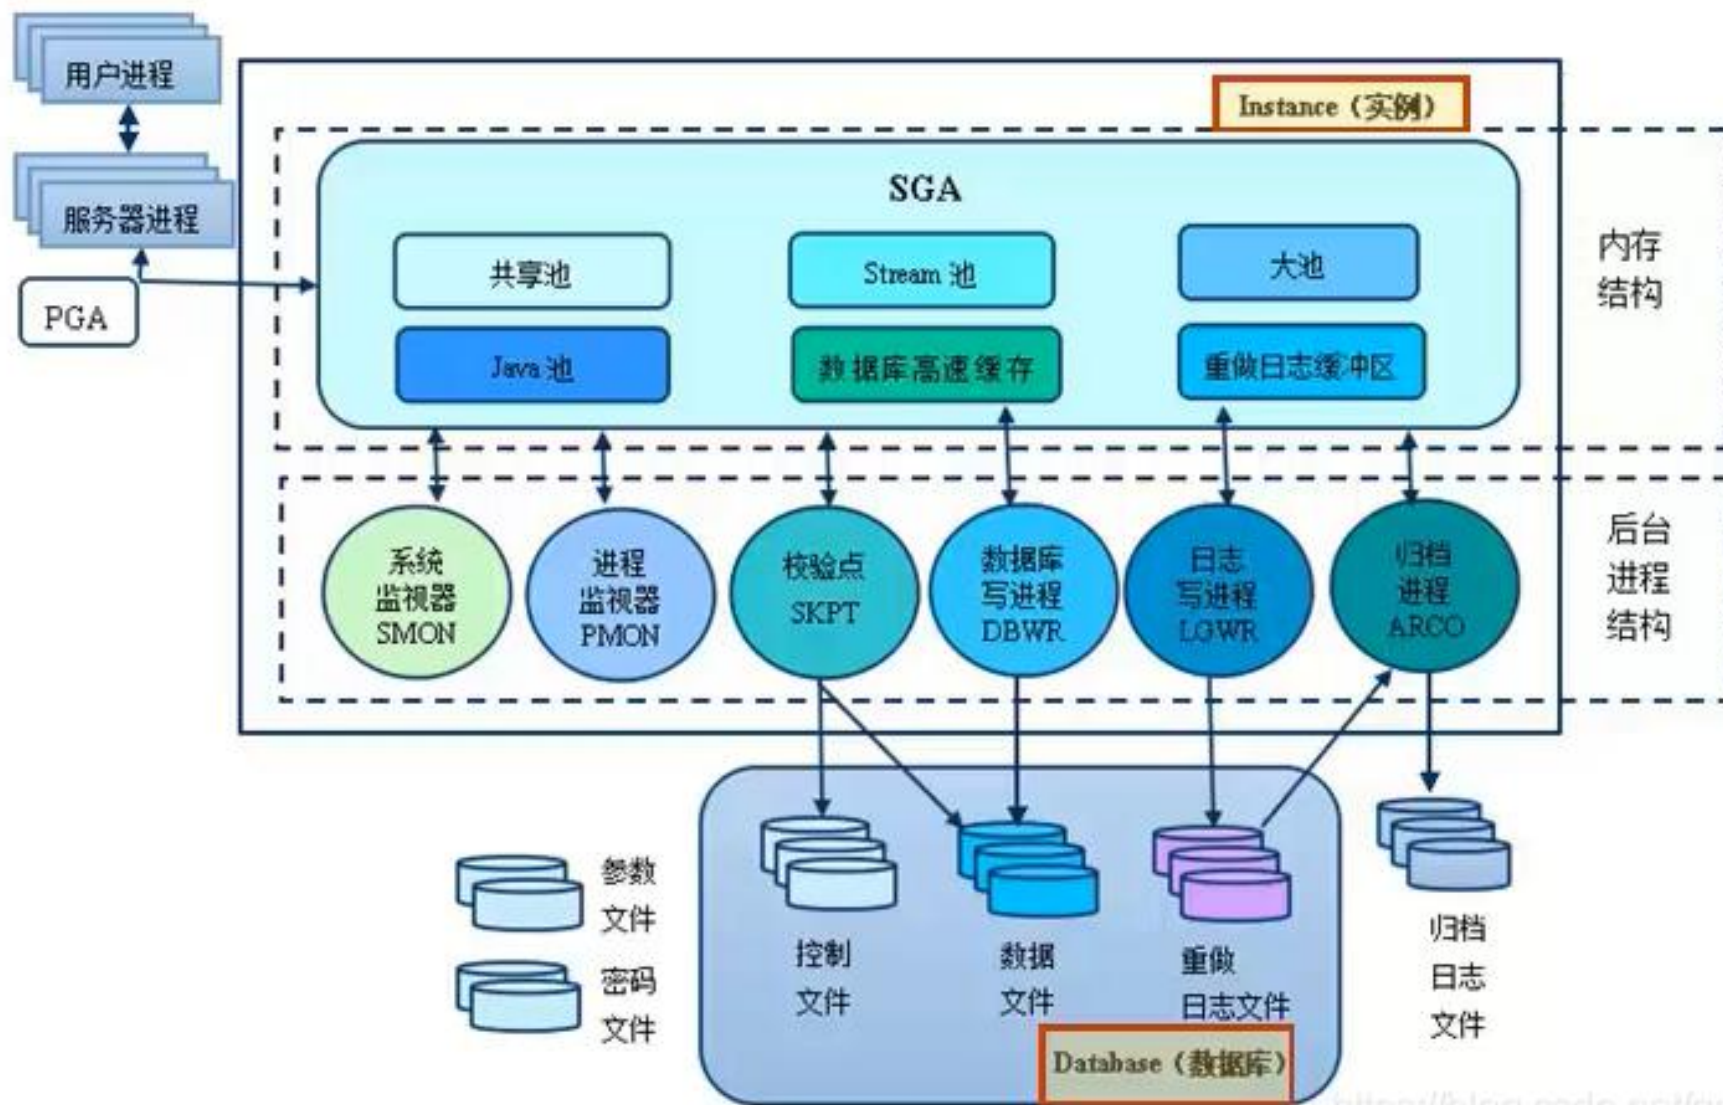 用户进程
Instance（实例）
SGA
服务器进程
内存
结构
共享池
Stream 池
大池
PGA
Java 池
数据库高速缓存
重做日志缓冲区
后台
进程
结构
系统
监视器
SMON
进程
监视器
PMON
校验点
SKPT
数据库
写进程
DBWR
日志
写进程
LGWR
归档
进程
ARCO
参数
文件
密码
文件
控制
文件
数据
文件
重做
日志文件
归档
日志
文件
Database（数据库）